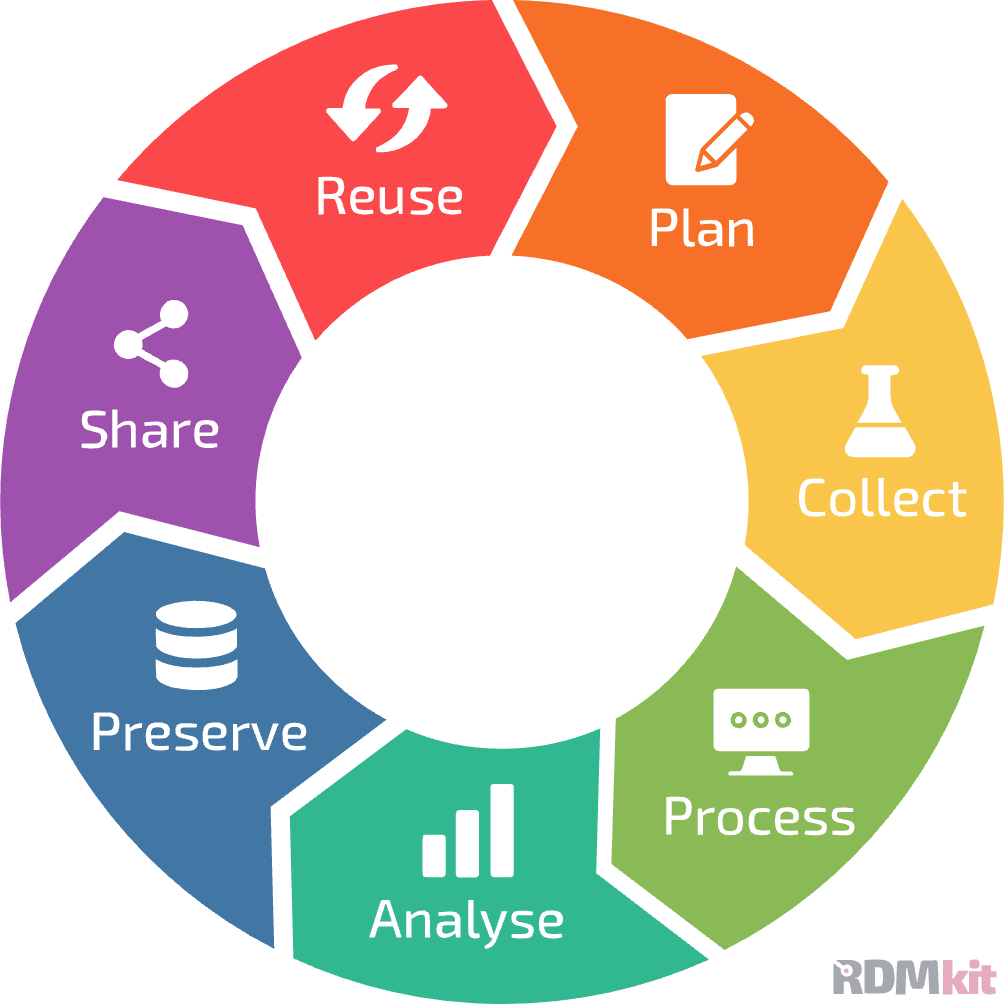 Reuse
Plan
Collect
Process
Analyse
Preserve
Share
RDMkit